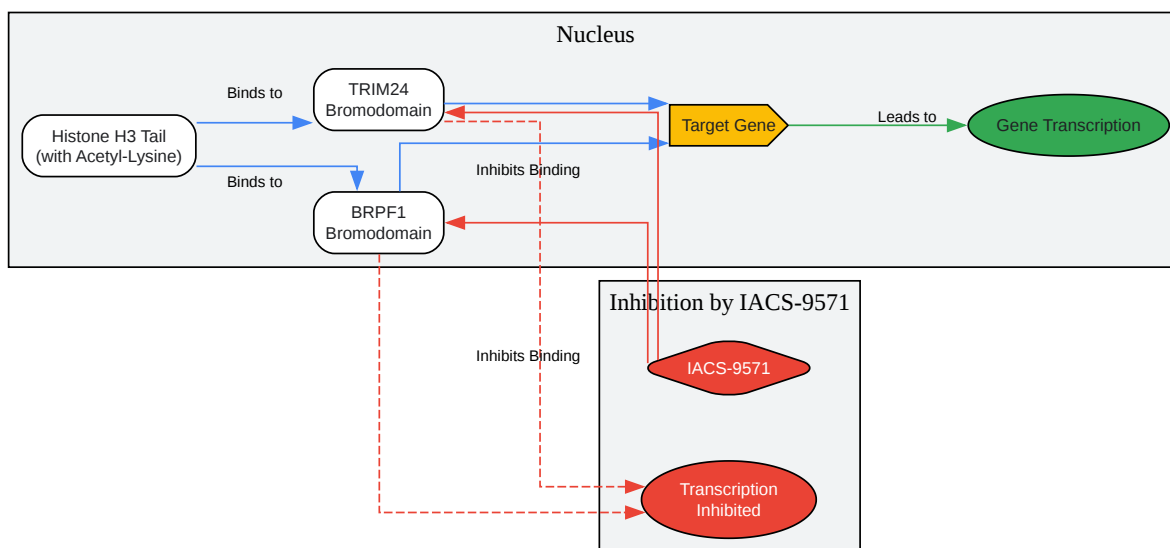 Nucleus
TRIM24
Bromodomain
Binds to
Histone H3 Tail
(with Acetyl-Lysine)
Binds to
BRPF1
Bromodomain
Inhibits Binding
Target Gene
Leads to
Gene Transcription
Inhibition by IACS-9571
Inhibits Binding
IACS-9571
Transcription
Inhibited